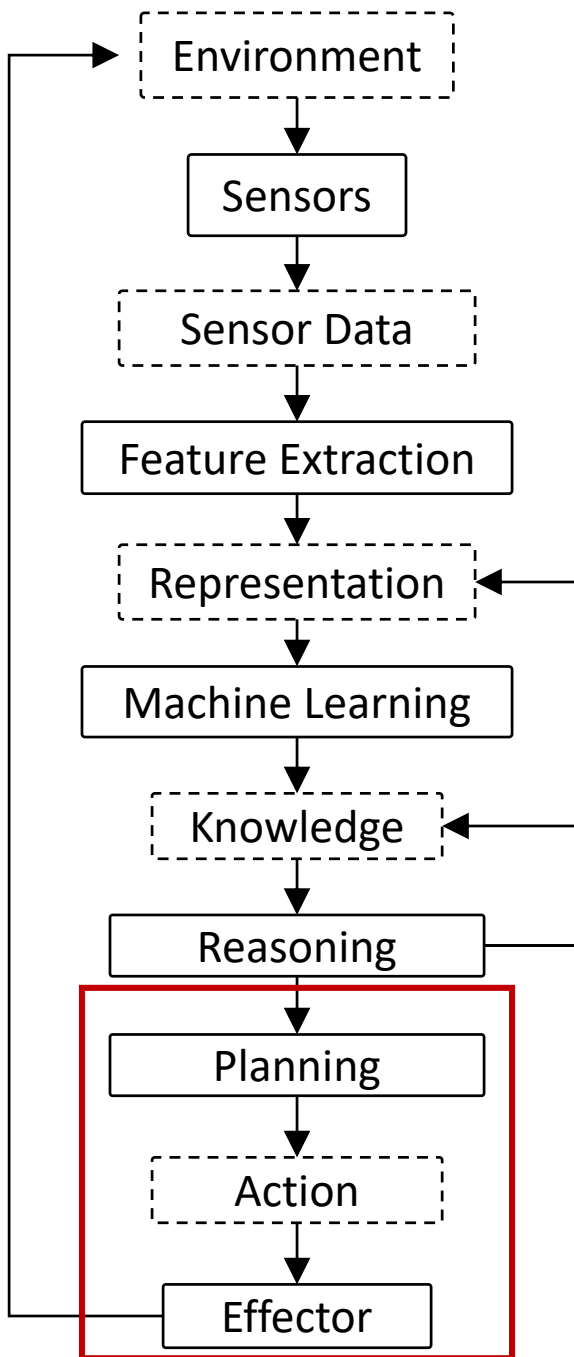 Environment
Sensors
Sensor Data
Feature Extraction
Representation
Machine Learning
Knowledge
Reasoning
Planning
Action
Effector